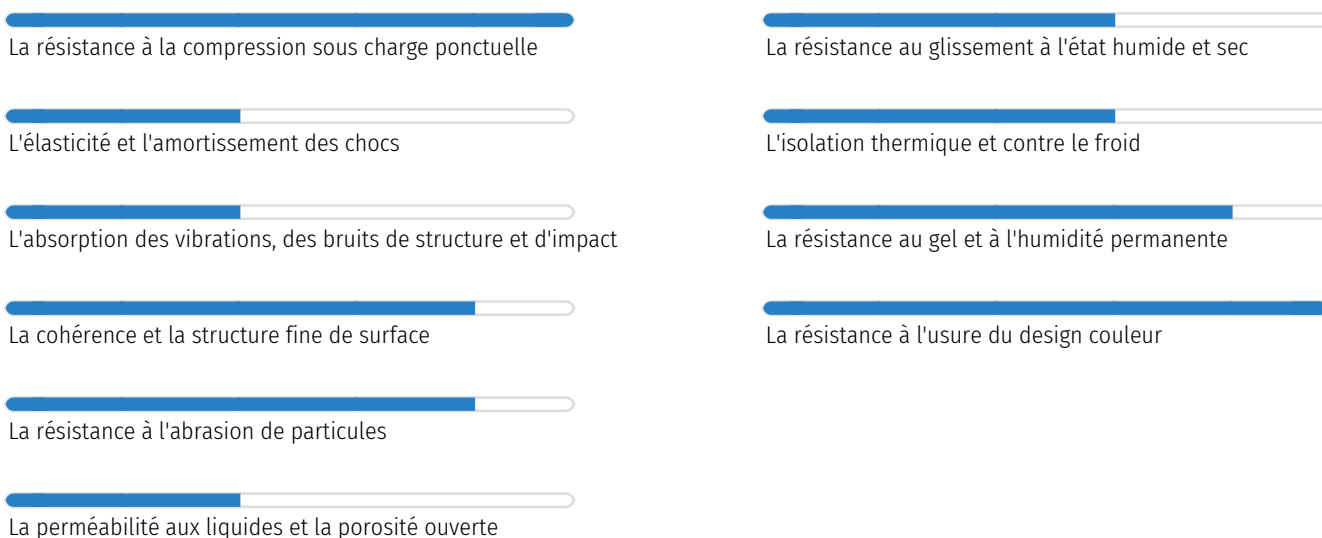 La résistance à la compression sous charge ponctuelle
L'élasticité et l'amortissement des chocs
L'absorption des vibrations, des bruits de structure et d'impact
La cohérence et la structure fine de surface
La résistance à l'abrasion de particules
La perméabilité aux liquides et la porosité ouverte
La résistance au glissement à l'état humide et sec
L'isolation thermique et contre le froid
La résistance au gel et à l'humidité permanente
La résistance à l'usure du design couleur